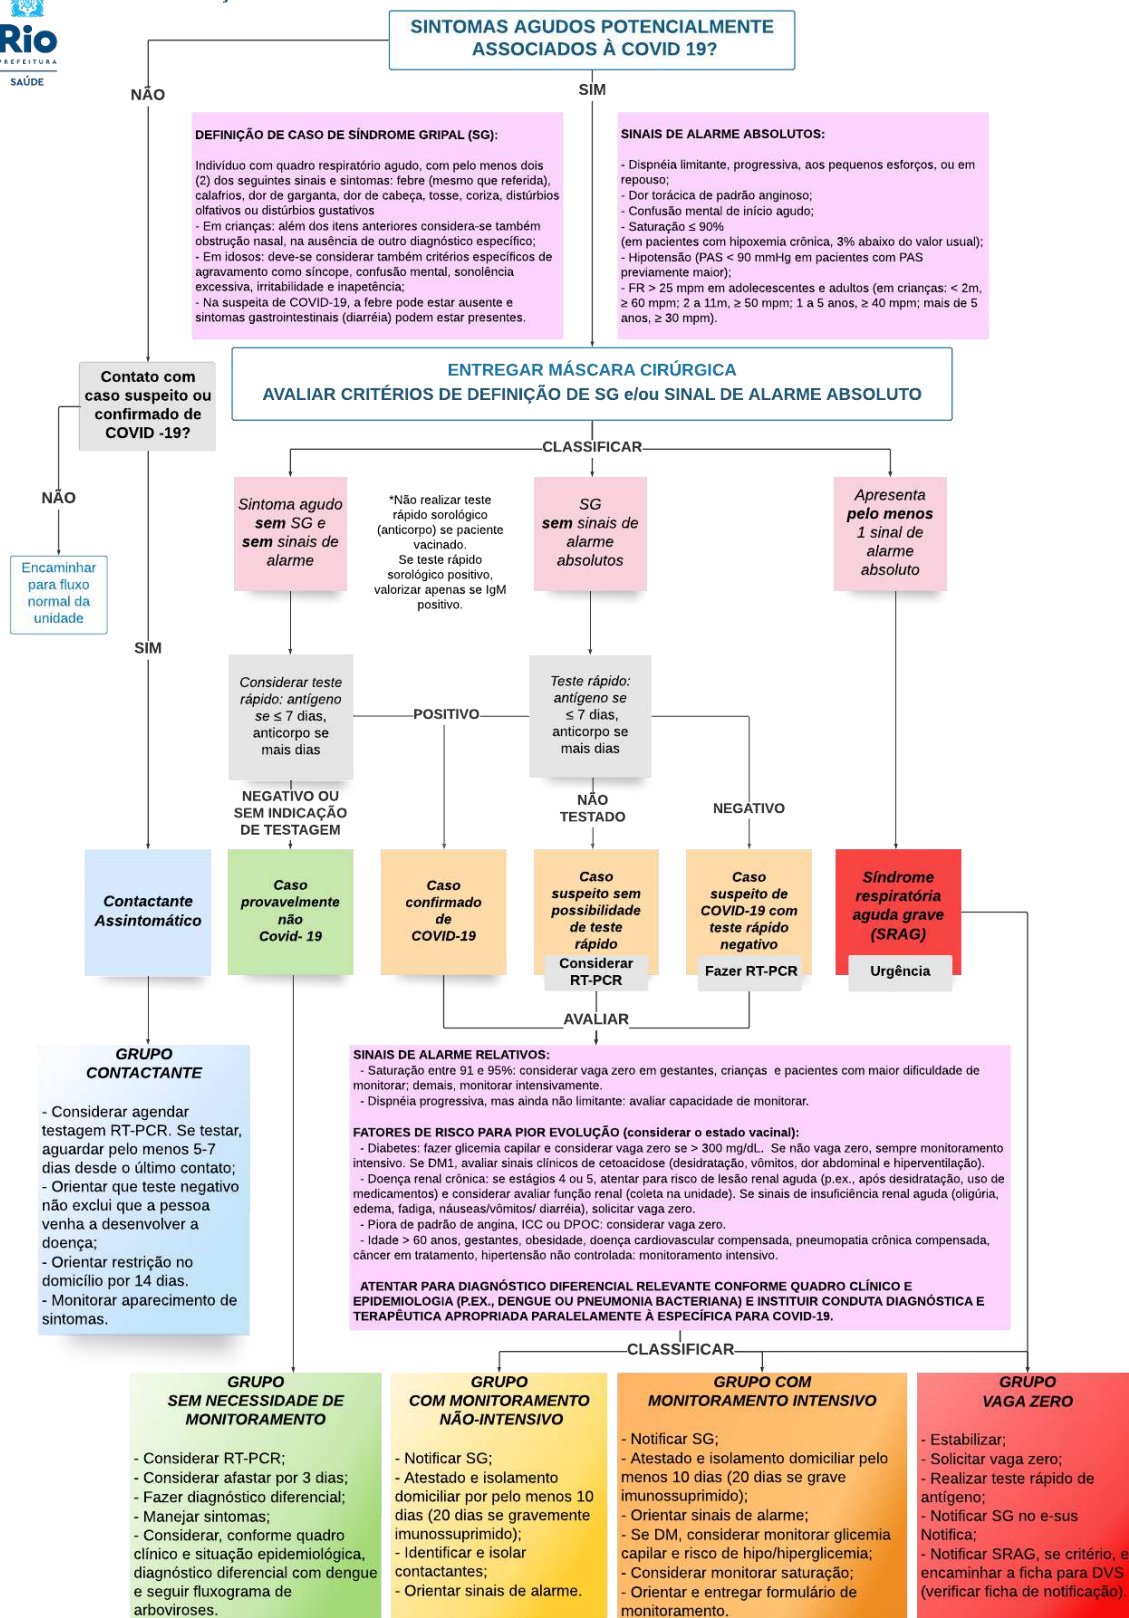 Rio
PREFEITURA
SAÚDE
SINTOMAS AGUDOS POTENCIALMENTE
ASSOCIADOS À COVID 19?
NÃO
SIM
DEFINIÇÃO DE CASO DE SÍNDROME GRIPAL (SG):
Indivíduo com quadro respiratório agudo, com pelo menos dois
(2) dos seguintes sinais e sintomas: febre (mesmo que referida),
calafrios, dor de garganta, dor de cabeça, tosse, coriza, distúrbios
olfativos ou distúrbios gustativos
- Em crianças: além dos itens anteriores considera-se também
obstrução nasal, na ausência de outro diagnóstico específico;
- Em idosos: deve-se considerar também critérios específicos de
agravamento como síncope, confusão mental, sonolência
excessiva, irritabilidade e inapetência;
- Na suspeita de COVID-19, a febre pode estar ausente e
sintomas gastrointestinais (diarréia) podem estar presentes.
SINAIS DE ALARME ABSOLUTOS:
- Dispnéia limitante, progressiva, aos pequenos esforços, ou em
repouso;
- Dor torácica de padrão anginoso;
- Confusão mental de início agudo;
- Saturação ≤ 90%
(em pacientes com hipoxemia crônica, 3% abaixo do valor usual);
- Hipotensão (PAS < 90 mmHg em pacientes com PAS
previamente maior);
- FR > 25 mpm em adolecescentes e adultos (em crianças: < 2m,
≥ 60 mpm; 2 a 11m, ≥ 50 mpm; 1 a 5 anos, ≥ 40 mpm; mais de 5
anos, ≥ 30 mpm).
Contato com
caso suspeito ou
confirmado de
COVID -19?
ENTREGAR MÁSCARA CIRÚRGICA
AVALIAR CRITÉRIOS DE DEFINIÇÃO DE SG e/ou SINAL DE ALARME ABSOLUTO
CLASSIFICAR
NÃO
Encaminhar
para fluxo
normal da
unidade
SIM
Sintoma agudo
sem SG e
sem sinais de
alarme
*Não realizar teste
rápido sorológico
(anticorpo) se paciente
vacinado.
Se teste rápido
sorológico positivo,
valorizar apenas se IgM
positivo.
SG
sem sinais de
alarme
absolutos
Apresenta
pelo menos
1 sinal de
alarme
absoluto
Considerar teste
rápido: antígeno
se ≤ 7 dias,
anticorpo se
mais dias
POSITIVO
Teste rápido:
antígeno se
≤ 7 dias,
anticorpo se
mais dias
NEGATIVO OU
SEM INDICAÇÃO
DE TESTAGEM
NÃO
TESTADO
NEGATIVO
Contactante
Assintomático
Caso
provavelmente
não
Covid- 19
Caso
confirmado
de
COVID-19
Caso
suspeito sem
possibilidade
de teste
rápido
Considerar
RT-PCR
Caso
suspeito de
COVID-19 com
teste rápido
negativo
Fazer RT-PCR
Síndrome
respiratória
aguda grave
(SRAG)
Urgência
AVALIAR
GRUPO
CONTACTANTE
- Considerar agendar
testagem RT-PCR. Se testar,
aguardar pelo menos 5-7
dias desde o último contato;
- Orientar que teste negativo
não exclui que a pessoa
venha a desenvolver a
doença;
- Orientar restrição no
domicílio por 14 dias.
- Monitorar aparecimento de
sintomas.
SINAIS DE ALARME RELATIVOS:
- Saturação entre 91 e 95%: considerar vaga zero em gestantes, crianças e pacientes com maior dificuldade de
monitorar; demais, monitorar intensivamente.
- Dispnéia progressiva, mas ainda não limitante: avaliar capacidade de monitorar.
FATORES DE RISCO PARA PIOR EVOLUÇÃO (considerar o estado vacinal):
- Diabetes: fazer glicemia capilar e considerar vaga zero se > 300 mg/dL. Se não vaga zero, sempre monitoramento
intensivo. Se DM1, avaliar sinais clínicos de cetoacidose (desidratação, vômitos, dor abdominal e hiperventilação).
- Doença renal crônica: se estágios 4 ou 5, atentar para risco de lesão renal aguda (p.ex., após desidratação, uso de
medicamentos) e considerar avaliar função renal (coleta na unidade). Se sinais de insuficiência renal aguda (oligúria,
edema, fadiga, náuseas/vômitos/ diarréia), solicitar vaga zero.
- Piora de padrão de angina, ICC ou DPOC: considerar vaga zero.
- Idade > 60 anos, gestantes, obesidade, doença cardiovascular compensada, pneumopatia crônica compensada,
câncer em tratamento, hipertensão não controlada: monitoramento intensivo.
ATENTAR PARA DIAGNÓSTICO DIFERENCIAL RELEVANTE CONFORME QUADRO CLÍNICO E
EPIDEMIOLOGIA (P.EX., DENGUE OU PNEUMONIA BACTERIANA) E INSTITUIR CONDUTA DIAGNÓSTICA E
TERAPÊUTICA APROPRIADA PARALELAMENTE À ESPECÍFICA PARA COVID-19.
CLASSIFICAR
GRUPO
SEM NECESSIDADE DE
MONITORAMENTO
- Considerar RT-PCR;
- Considerar afastar por 3 dias;
- Fazer diagnóstico diferencial;
- Manejar sintomas;
- Considerar, conforme quadro
clínico e situação epidemiológica,
diagnóstico diferencial com dengue
e seguir fluxograma de
arboviroses.
GRUPO
COM MONITORAMENTO
NÃO-INTENSIVO
- Notificar SG;
- Atestado e isolamento
domiciliar por pelo menos 10
dias (20 dias se gravemente
imunossuprimido);
- Identificar e isolar
contactantes;
- Orientar sinais de alarme.
GRUPO COM
MONITORAMENTO INTENSIVO
- Notificar SG;
- Atestado e isolamento domiciliar pelo
menos 10 dias (20 dias se grave
imunossuprimido);
- Orientar sinais de alarme;
- Se DM, considerar monitorar glicemia
capilar e risco de hipo/hiperglicemia;
- Considerar monitorar saturação;
- Orientar e entregar formulário de
monitoramento.
GRUPO
VAGA ZERO
- Estabilizar;
- Solicitar vaga zero;
- Realizar teste rápido de
antígeno;
- Notificar SG no e-sus
Notifica;
- Notificar SRAG, se critério, e
encaminhar a ficha para DVS
(verificar ficha de notificação).